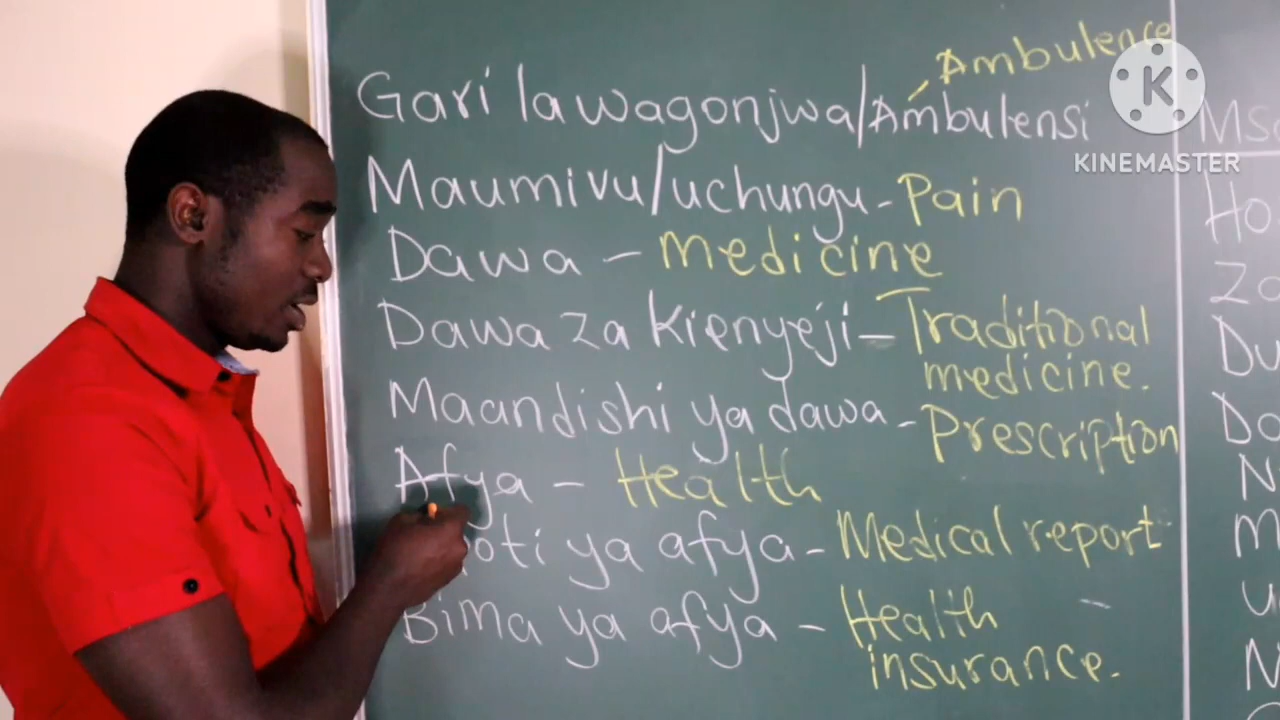 Ambulence
Gari la wagonjwa/Ambulensi
Maumivu/uchungu - Pain
Dawa - medicine
Dawa za kienyeji - Traditional
medicine.
Maandishi ya dawa - Prescription
Afya - Health
ya afya - Medical report
Bima ya afya - Health
insurance.
K
KINEMASTER